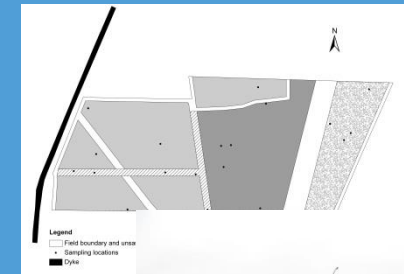 N
Legend
Field boundary and unsa
Sampling locations
Dyke